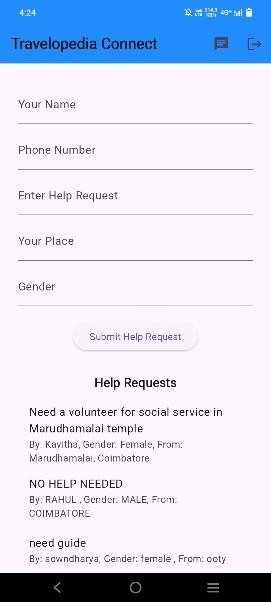 4:24
4G+
Travelopedia Connect
Your Name
Phone Number
Enter Help Request
Your Place
Gender
Submit Help Request
Help Requests
Need a volunteer for social service in
Marudhamalai temple
By: Kavitha, Gender: Female, From:
Marudhamalai, Coimbatore
NO HELP NEEDED
By: RAHUL , Gender: MALE, From:
COIMBATORE
need guide
By: sowndharya, Gender: female , From: ooty